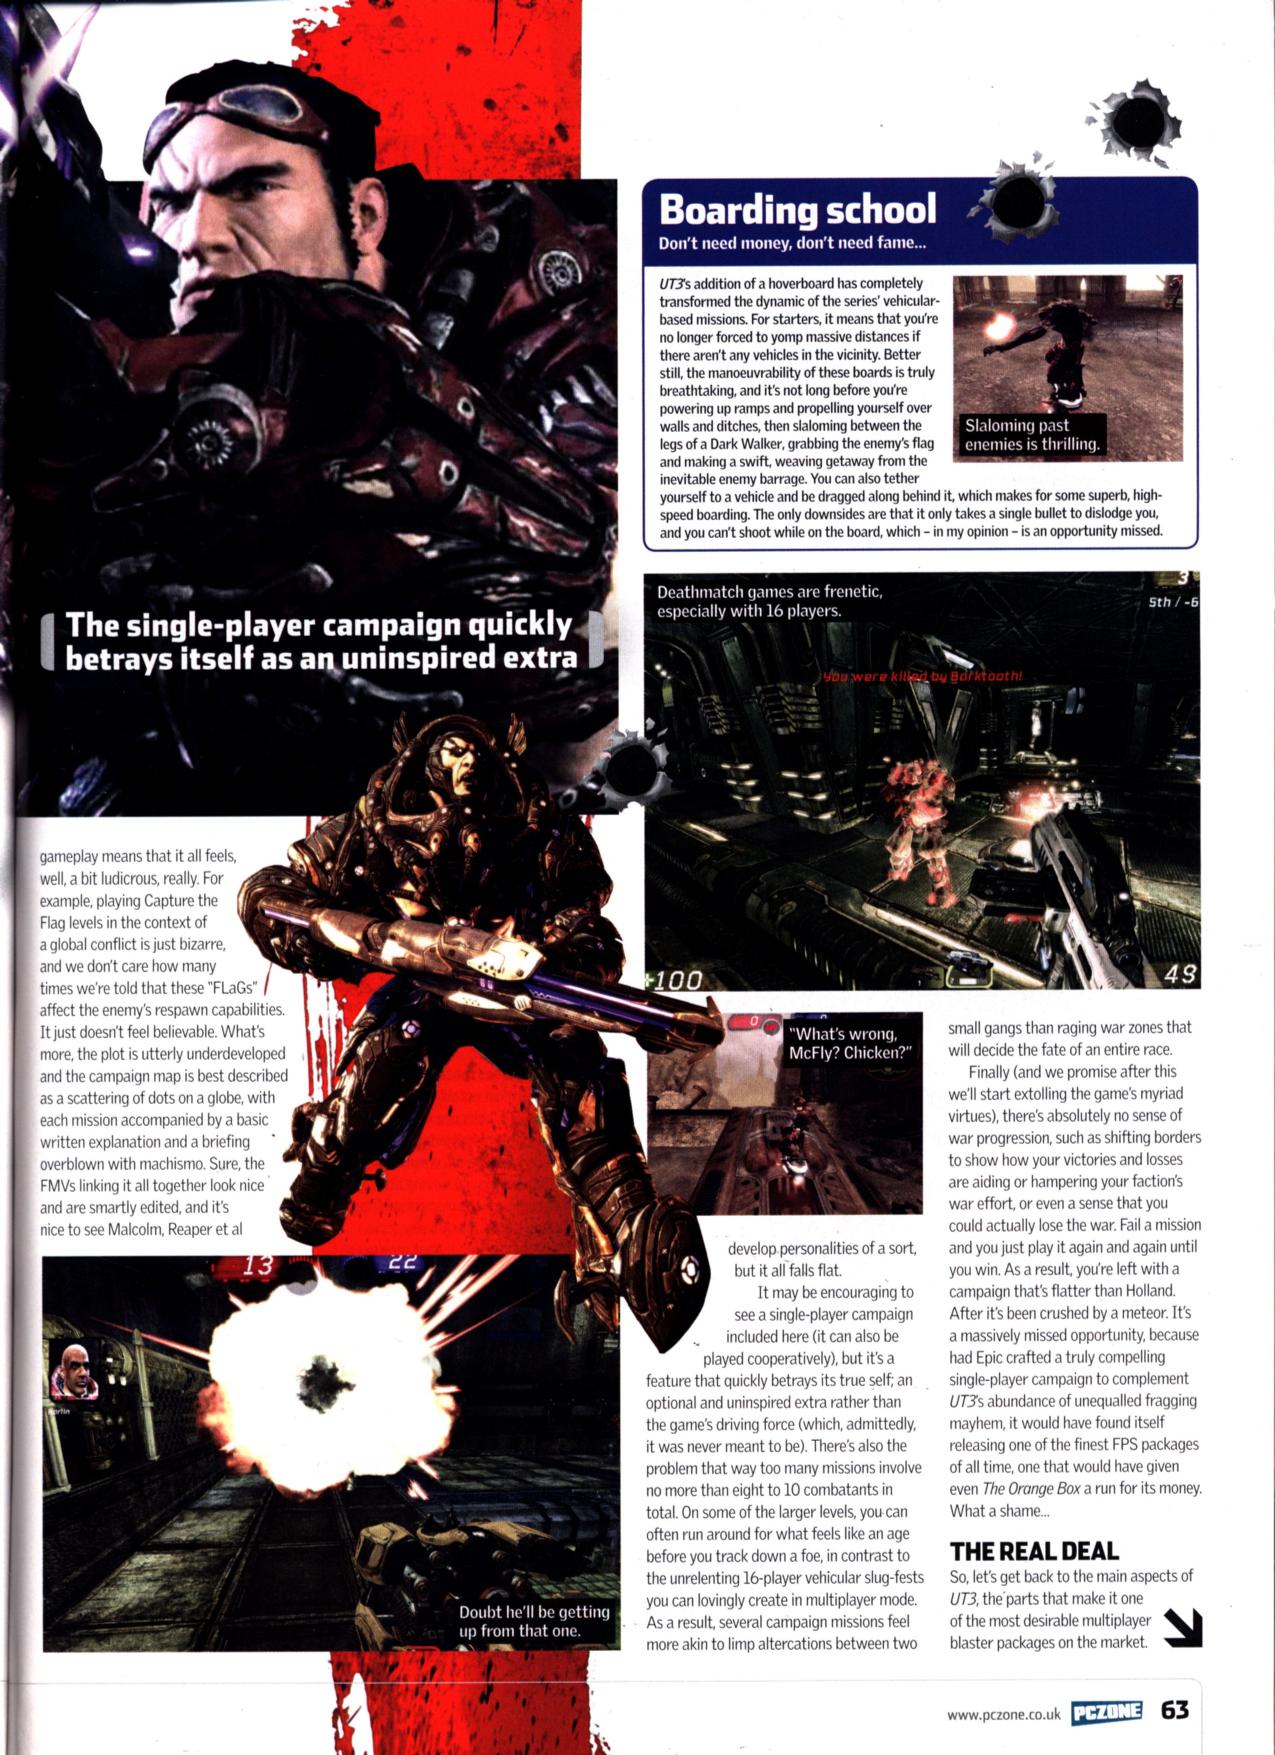 Boarding school
Don't need money, don't need fame...
UT3's addition of a hoverboard has completely
transformed the dynamic of the series' vehicular-
based missions. For starters, it means that you're
no longer forced to yomp massive distances if
there aren't any vehicles in the vicinity. Better
still, the manoeuvrability of these boards is truly
breathtaking, and it's not long before you're
powering up ramps and propelling yourself over
walls and ditches, then slaloming between the
legs of a Dark Walker, grabbing the enemy's flag
and making a swift, weaving getaway from the
inevitable enemy barrage. You can also tether
yourself to a vehicle and be dragged along behind it, which makes for some superb, high-
speed boarding. The only downsides are that it only takes a single bullet to dislodge you,
and you can't shoot while on the board, which – in my opinion – is an opportunity missed.
Slaloming past
enemies is thrilling.
The single-player campaign quickly
betrays itself as an uninspired extra
Deathmatch games are frenetic,
especially with 16 players.
3
5th / -6
You were killed by Barktooth!
+100
49
gameplay means that it all feels,
well, a bit ludicrous, really. For
example, playing Capture the
Flag levels in the context of
a global conflict is just bizarre,
and we don't care how many
times we're told that these "FLaGs"
affect the enemy's respawn capabilities.
It just doesn't feel believable. What's
more, the plot is utterly underdeveloped
and the campaign map is best described
as a scattering of dots on a globe, with
each mission accompanied by a basic
written explanation and a briefing
overblown with machismo. Sure, the
FMVs linking it all together look nice
and are smartly edited, and it's
nice to see Malcolm, Reaper et al
13
22
Doubt he'll be getting
up from that one.
0
"What's wrong,
McFly? Chicken?"
develop personalities of a sort,
but it all falls flat.
It may be encouraging to
see a single-player campaign
included here (it can also be
played cooperatively), but it's a
feature that quickly betrays its true self; an
optional and uninspired extra rather than
the game's driving force (which, admittedly,
it was never meant to be). There's also the
problem that way too many missions involve
no more than eight to 10 combatants in
total. On some of the larger levels, you can
often run around for what feels like an age
before you track down a foe, in contrast to
the unrelenting 16-player vehicular slug-fests
you can lovingly create in multiplayer mode.
As a result, several campaign missions feel
more akin to limp altercations between two
small gangs than raging war zones that
will decide the fate of an entire race.
Finally (and we promise after this
we'll start extolling the game's myriad
virtues), there's absolutely no sense of
war progression, such as shifting borders
to show how your victories and losses
are aiding or hampering your faction's
war effort, or even a sense that you
could actually lose the war. Fail a mission
and you just play it again and again until
you win. As a result, you're left with a
campaign that's flatter than Holland.
After it's been crushed by a meteor. It's
a massively missed opportunity, because
had Epic crafted a truly compelling
single-player campaign to complement
UT3's abundance of unequalled fragging
mayhem, it would have found itself
releasing one of the finest FPS packages
of all time, one that would have given
even The Orange Box a run for its money.
What a shame...
THE REAL DEAL
So, let's get back to the main aspects of
UT3, the parts that make it one
of the most desirable multiplayer
blaster packages on the market.
www.pczone.co.uk PCZONE 63